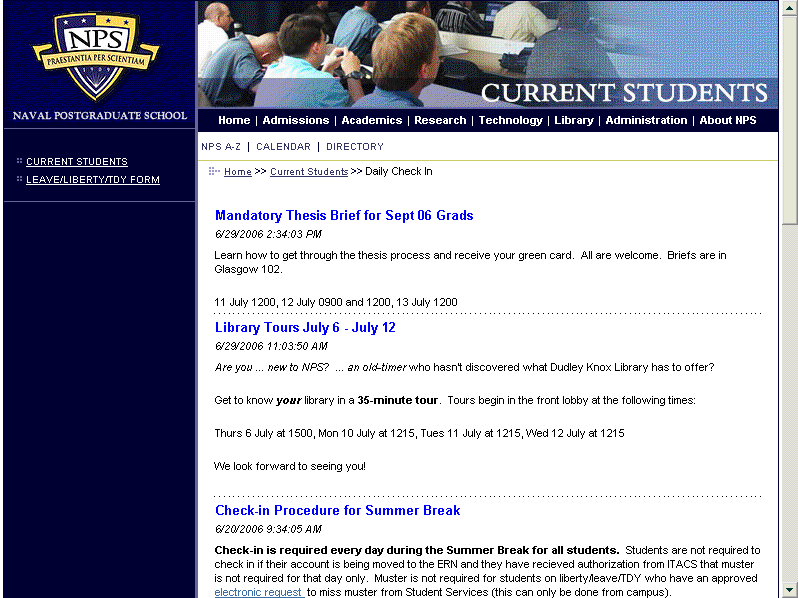 NPS
PRAESTANTIA PER SCIENTIAM
1909
NAVAL POSTGRADUATE SCHOOL
CURRENT STUDENTS
Home | Admissions | Academics | Research | Technology | Library | Administration | About NPS
NPS A-Z | CALENDAR | DIRECTORY
CURRENT STUDENTS
LEAVE/LIBERTY/TDY FORM
Home >> Current Students >> Daily Check In
Mandatory Thesis Brief for Sept 06 Grads
6/29/2006 2:34:03 PM
Learn how to get through the thesis process and receive your green card. All are welcome. Briefs are in
Glasgow 102.
11 July 1200, 12 July 0900 and 1200, 13 July 1200
Library Tours July 6 - July 12
6/29/2006 11:03:50 AM
Are you ... new to NPS? ... an old-timer who hasn't discovered what Dudley Knox Library has to offer?
Get to know your library in a 35-minute tour. Tours begin in the front lobby at the following times:
Thurs 6 July at 1500, Mon 10 July at 1215, Tues 11 July at 1215, Wed 12 July at 1215
We look forward to seeing you!
Check-in Procedure for Summer Break
6/20/2006 9:34:05 AM
Check-in is required every day during the Summer Break for all students. Students are not required to
check in if their account is being moved to the ERN and they have recieved authorization from ITACS that muster
is not required for that day only. Muster is not required for students on liberty/leave/TDY who have an approved
electronic request to miss muster from Student Services (this can only be done from campus).